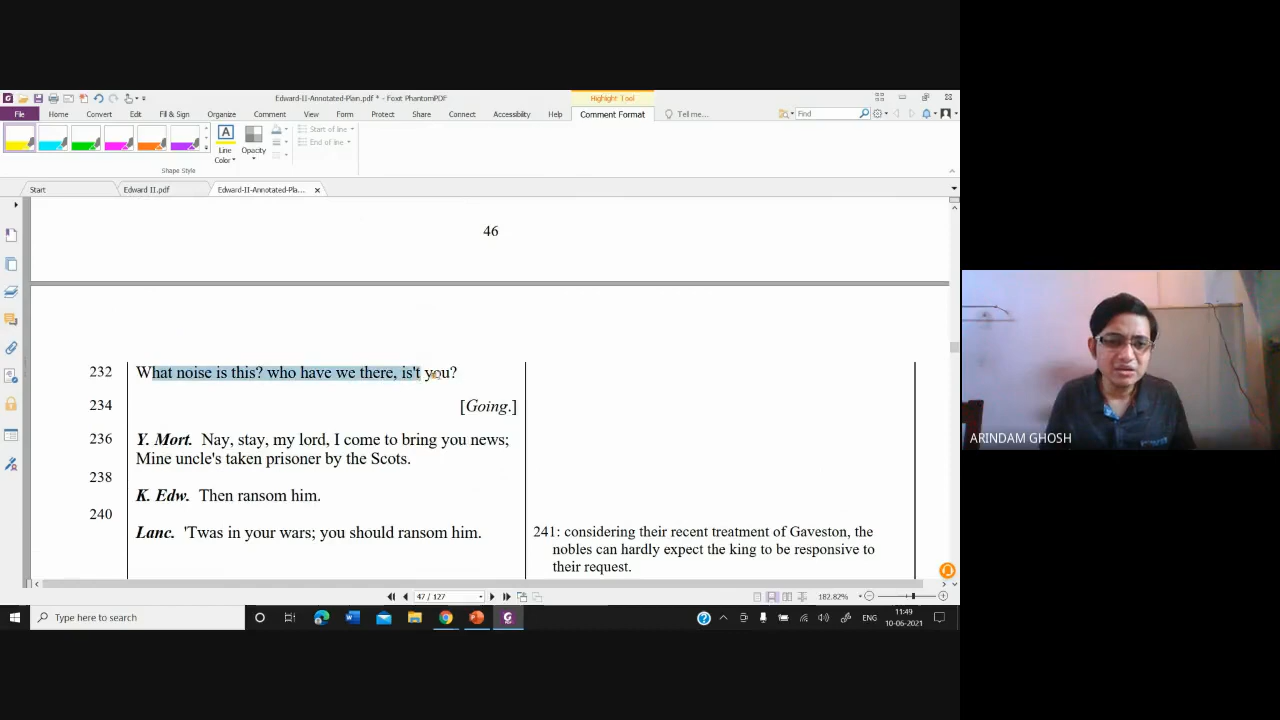 Edward-II-Annotated-Plain.pdf * - Foxit PhantomPDF
Highlight Tool
File Home Convert Edit Organize Fill & Sign Comment View Form Protect Share Connect Accessibility Help Comment Format Tell me... Find
Start of line
End of line
Line Color
Opacity
Shape Style
Start Edward II.pdf Edward-II-Annotated-Pla...
46
232 What noise is this? who have we there, is't you?
234 [Going.]
236 Y. Mort. Nay, stay, my lord, I come to bring you news;
Mine uncle's taken prisoner by the Scots.
238
K. Edw. Then ransom him.
240
Lanc. 'Twas in your wars; you should ransom him.
241: considering their recent treatment of Gaveston, the
nobles can hardly expect the king to be responsive to
their request.
47 / 127
182.82%
Type here to search
ENG
11:49
10-06-2021
ARINDAM GHOSH